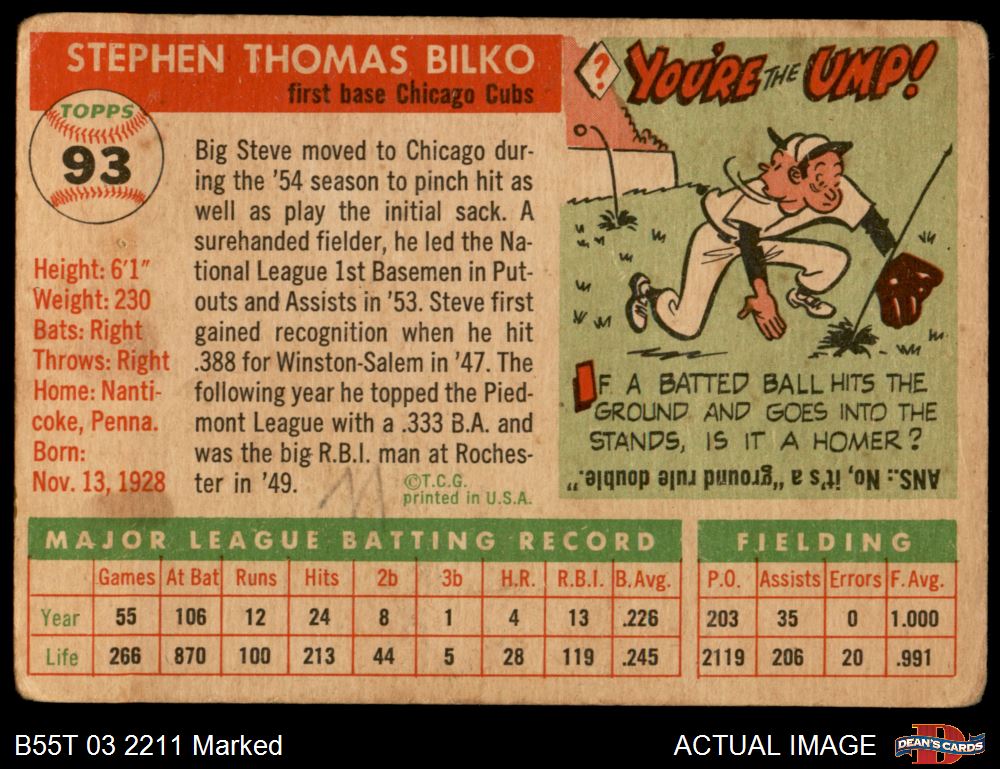 STEPHEN THOMAS BILKO
first base Chicago Cubs
TOPPS
93
Height: 6'1"
Weight: 230
Bats: Right
Throws: Right
Home: Nanti-
coke, Penna.
Born:
Nov. 13, 1928
Big Steve moved to Chicago dur-
ing the '54 season to pinch hit as
well as play the initial sack. A
surehanded fielder, he led the Na-
tional League 1st Basemen in Put-
outs and Assists in '53. Steve first
gained recognition when he hit
.388 for Winston-Salem in '47. The
following year he topped the Pied-
mont League with a .333 B.A. and
was the big R.B.I. man at Roches-
ter in '49.
©T.C.G.
printed in U.S.A.
? YOU'RE THE UMP!
IF A BATTED BALL HITS THE
GROUND AND GOES INTO THE
STANDS, IS IT A HOMER?
ANS.: No, it's a "ground rule double."
MAJOR LEAGUE BATTING RECORD
Games At Bat Runs Hits 2b 3b H.R. R.B.I. B.Avg.
Year 55 106 12 24 8 1 4 13 .226
Life 266 870 100 213 44 5 28 119 .245
FIELDING
P.O. Assists Errors F. Avg.
203 35 0 1.000
2119 206 20 .991
B55T 03 2211 Marked
ACTUAL IMAGE
DEAN'S CARDS